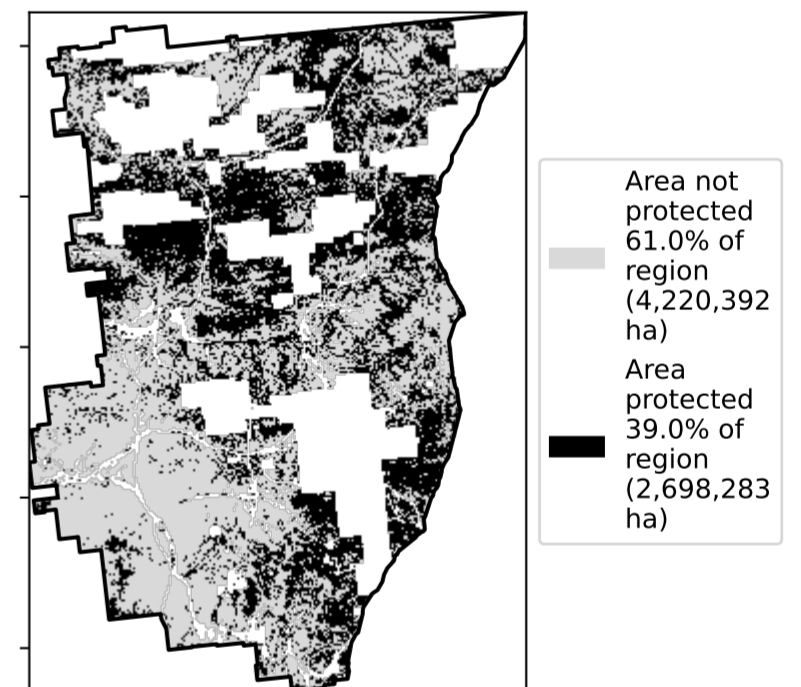 Area not
protected
61.0% of
region
(4,220,392
ha)
Area
protected
39.0% of
region
(2,698,283
ha)